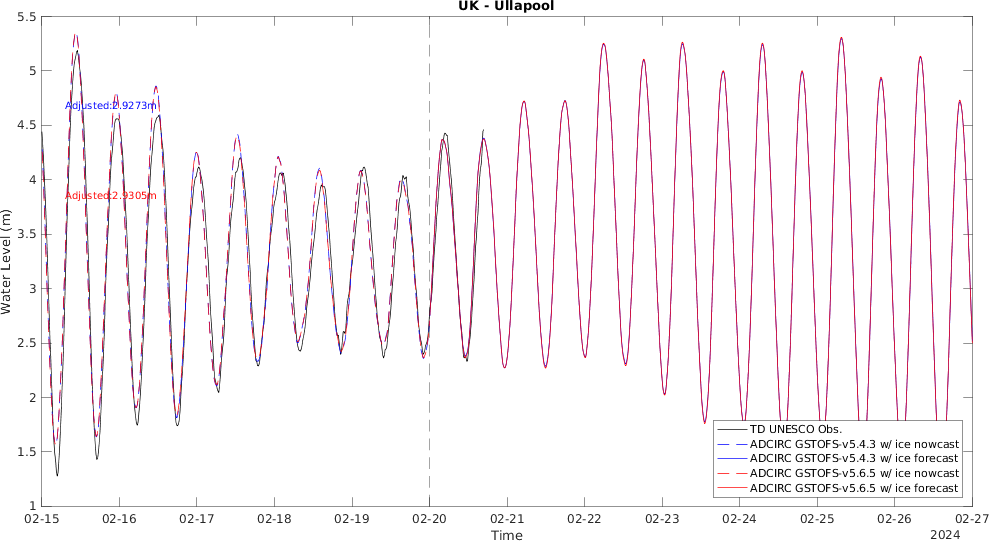 UK - Ullapool
5.5
5
4.5
4
3.5
3
2.5
2
1.5
1
Water Level (m)
Adjusted:2.9273m
Adjusted:2.9305m
TD UNESCO Obs.
ADCIRC GSTOFS-v5.4.3 w/ ice nowcast
ADCIRC GSTOFS-v5.4.3 w/ ice forecast
ADCIRC GSTOFS-v5.6.5 w/ ice nowcast
ADCIRC GSTOFS-v5.6.5 w/ ice forecast
02-15 02-16 02-17 02-18 02-19 02-20 02-21 02-22 02-23 02-24 02-25 02-26 02-27
Time
2024